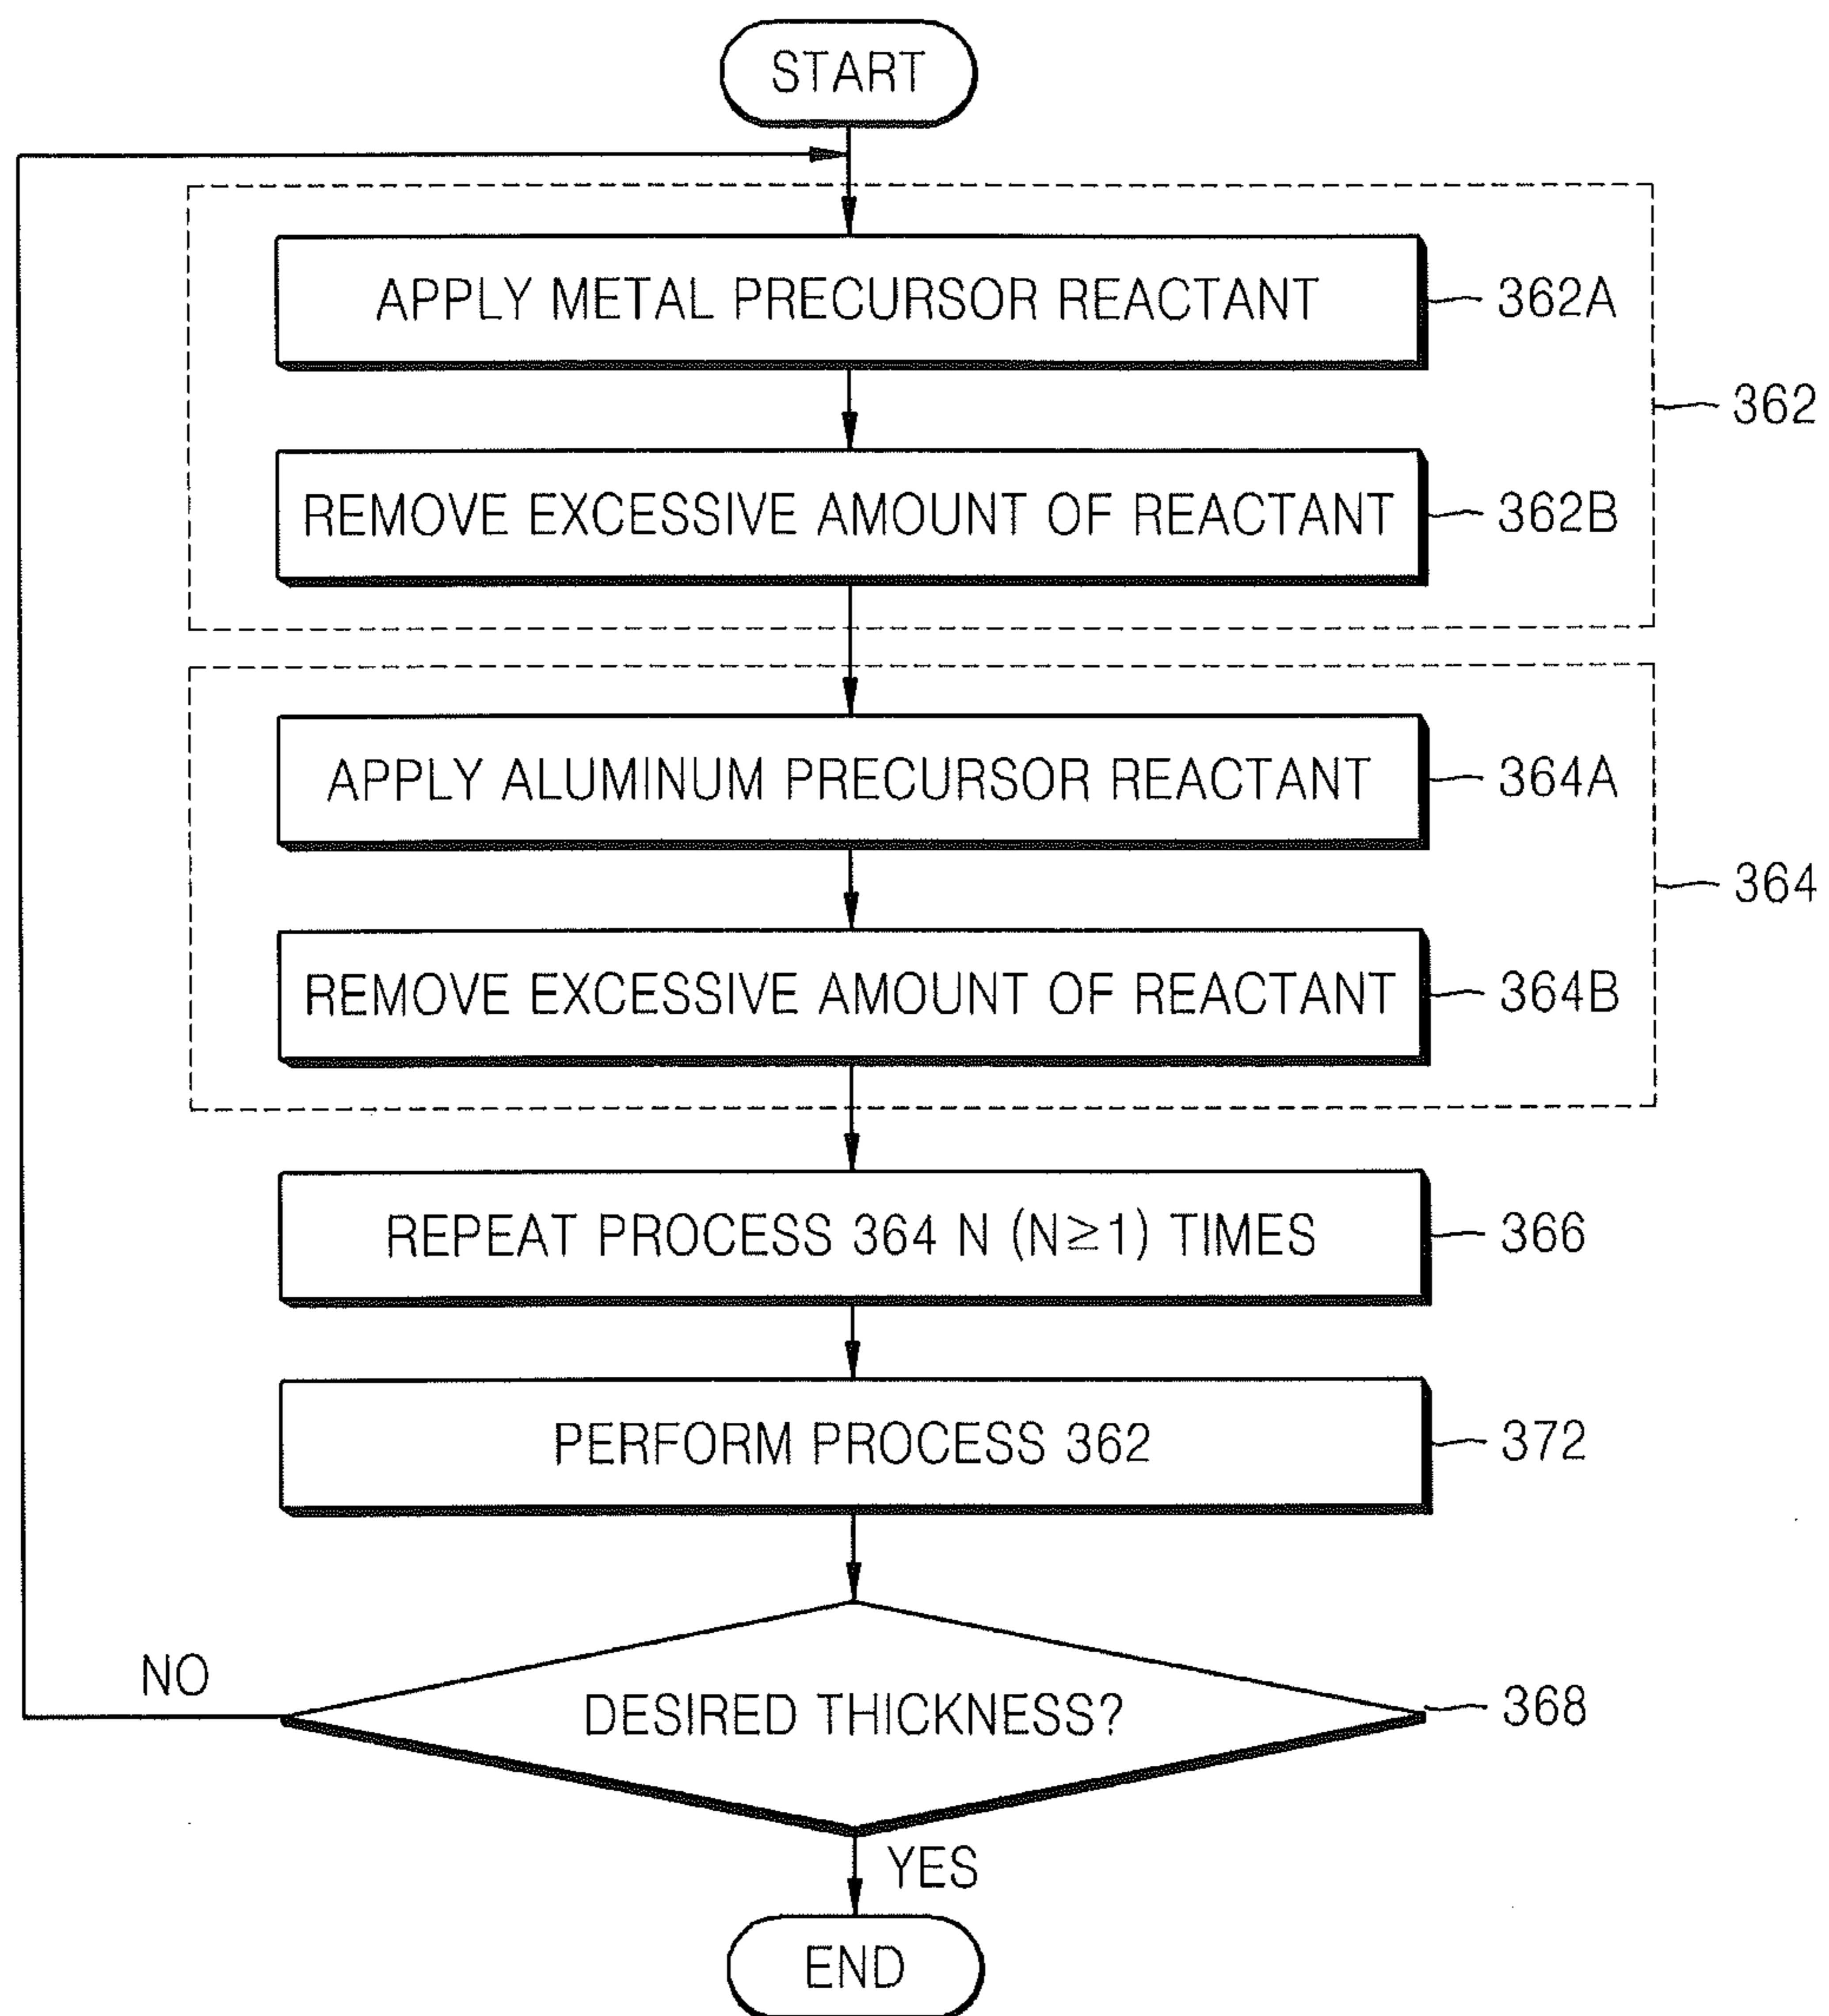 START
APPLY METAL PRECURSOR REACTANT
362A
362
REMOVE EXCESSIVE AMOUNT OF REACTANT
362B
APPLY ALUMINUM PRECURSOR REACTANT
364A
364
REMOVE EXCESSIVE AMOUNT OF REACTANT
364B
REPEAT PROCESS 364 N (N≥1) TIMES
366
PERFORM PROCESS 362
372
NO
DESIRED THICKNESS?
368
YES
END